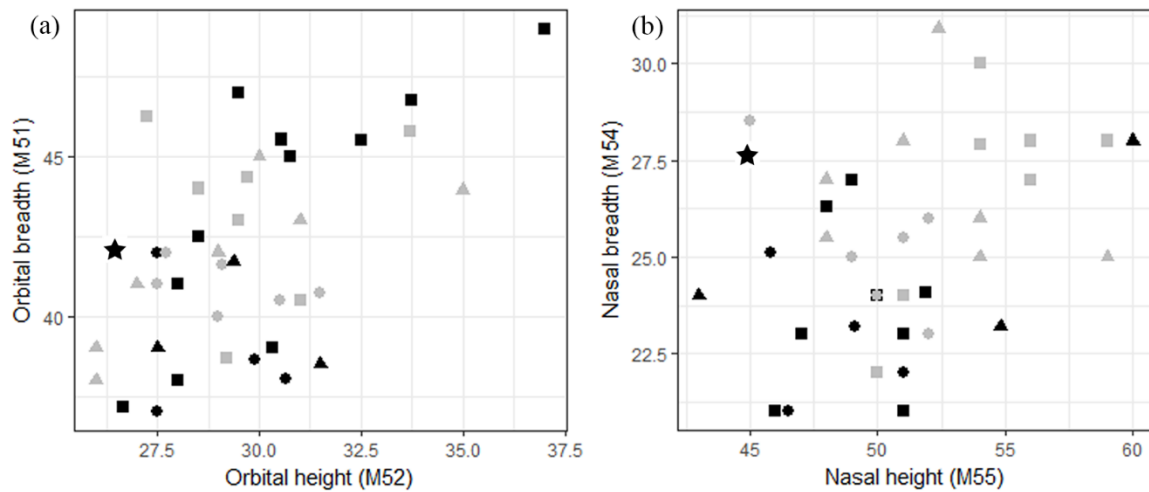 (a)
45
40
27.5 30.0 32.5 35.0 37.5
Orbital height (M52)
Orbital breadth (M51)
(b)
30.0
27.5
25.0
22.5
45 50 55 60
Nasal height (M55)
Nasal breadth (M54)